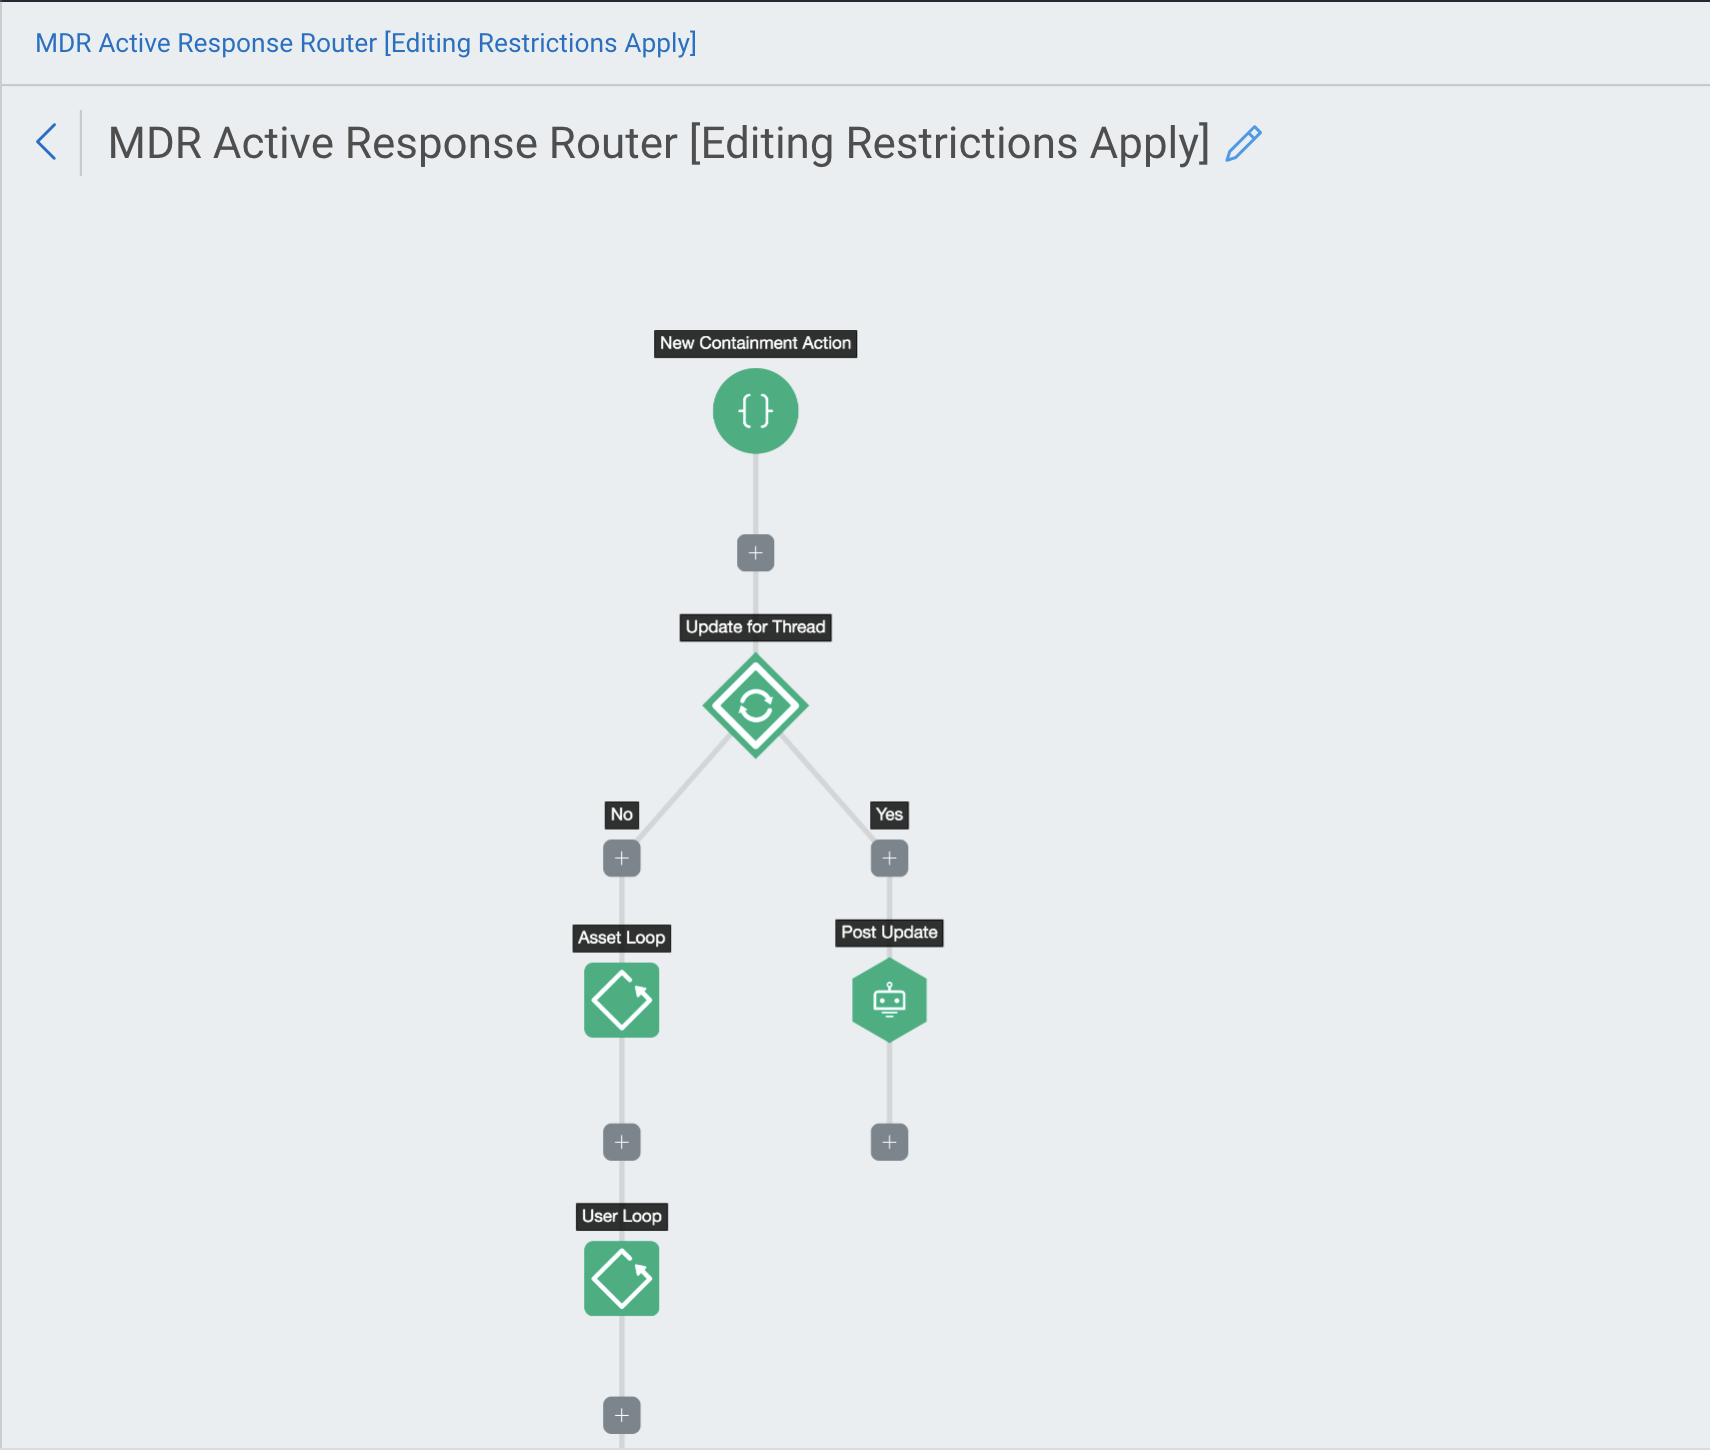 MDR Active Response Router [Editing Restrictions Apply]
MDR Active Response Router [Editing Restrictions Apply]
New Containment Action
Update for Thread
No
Yes
Asset Loop
Post Update
User Loop